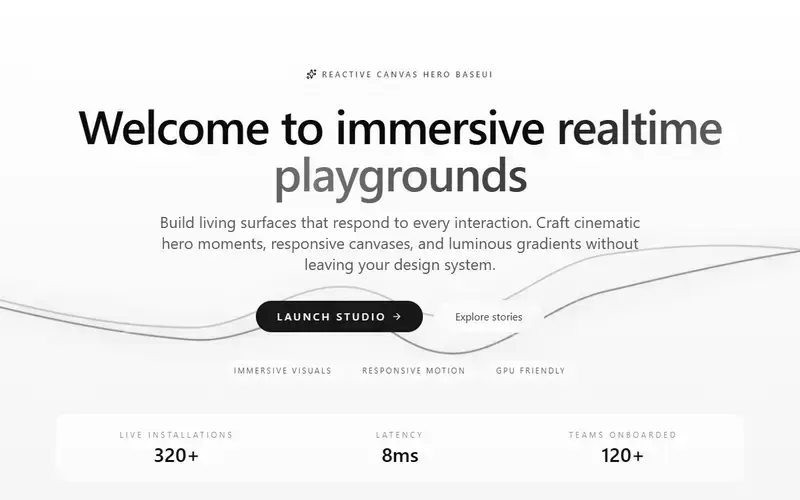 REACTIVE CANVAS HERO BASEUI
Welcome to immersive realtime
playgrounds
Build living surfaces that respond to every interaction. Craft cinematic
hero moments, responsive canvases, and luminous gradients without
leaving your design system.
LAUNCH STUDIO →
Explore stories
IMMERSIVE VISUALS
RESPONSIVE MOTION
GPU FRIENDLY
LIVE INSTALLATIONS
320+
LATENCY
8ms
TEAMS ONBOARDED
120+